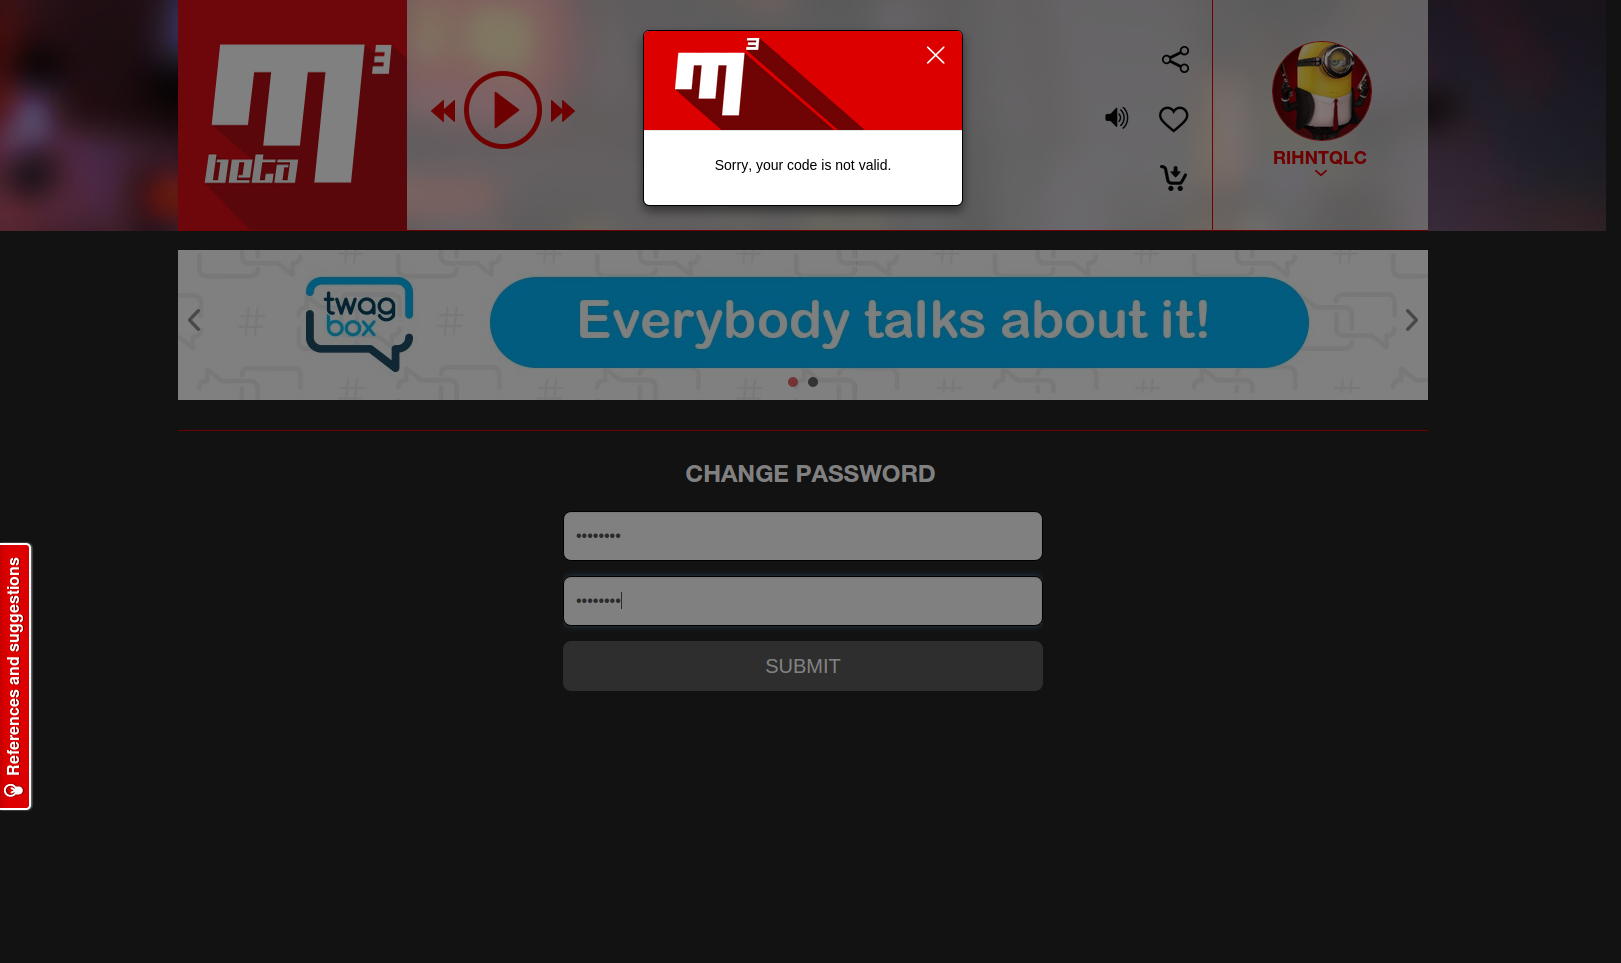 m3
beta
m3
Sorry, your code is not valid.
RIHNTQLC
twag
box
Everybody talks about it!
CHANGE PASSWORD
SUBMIT
References and suggestions